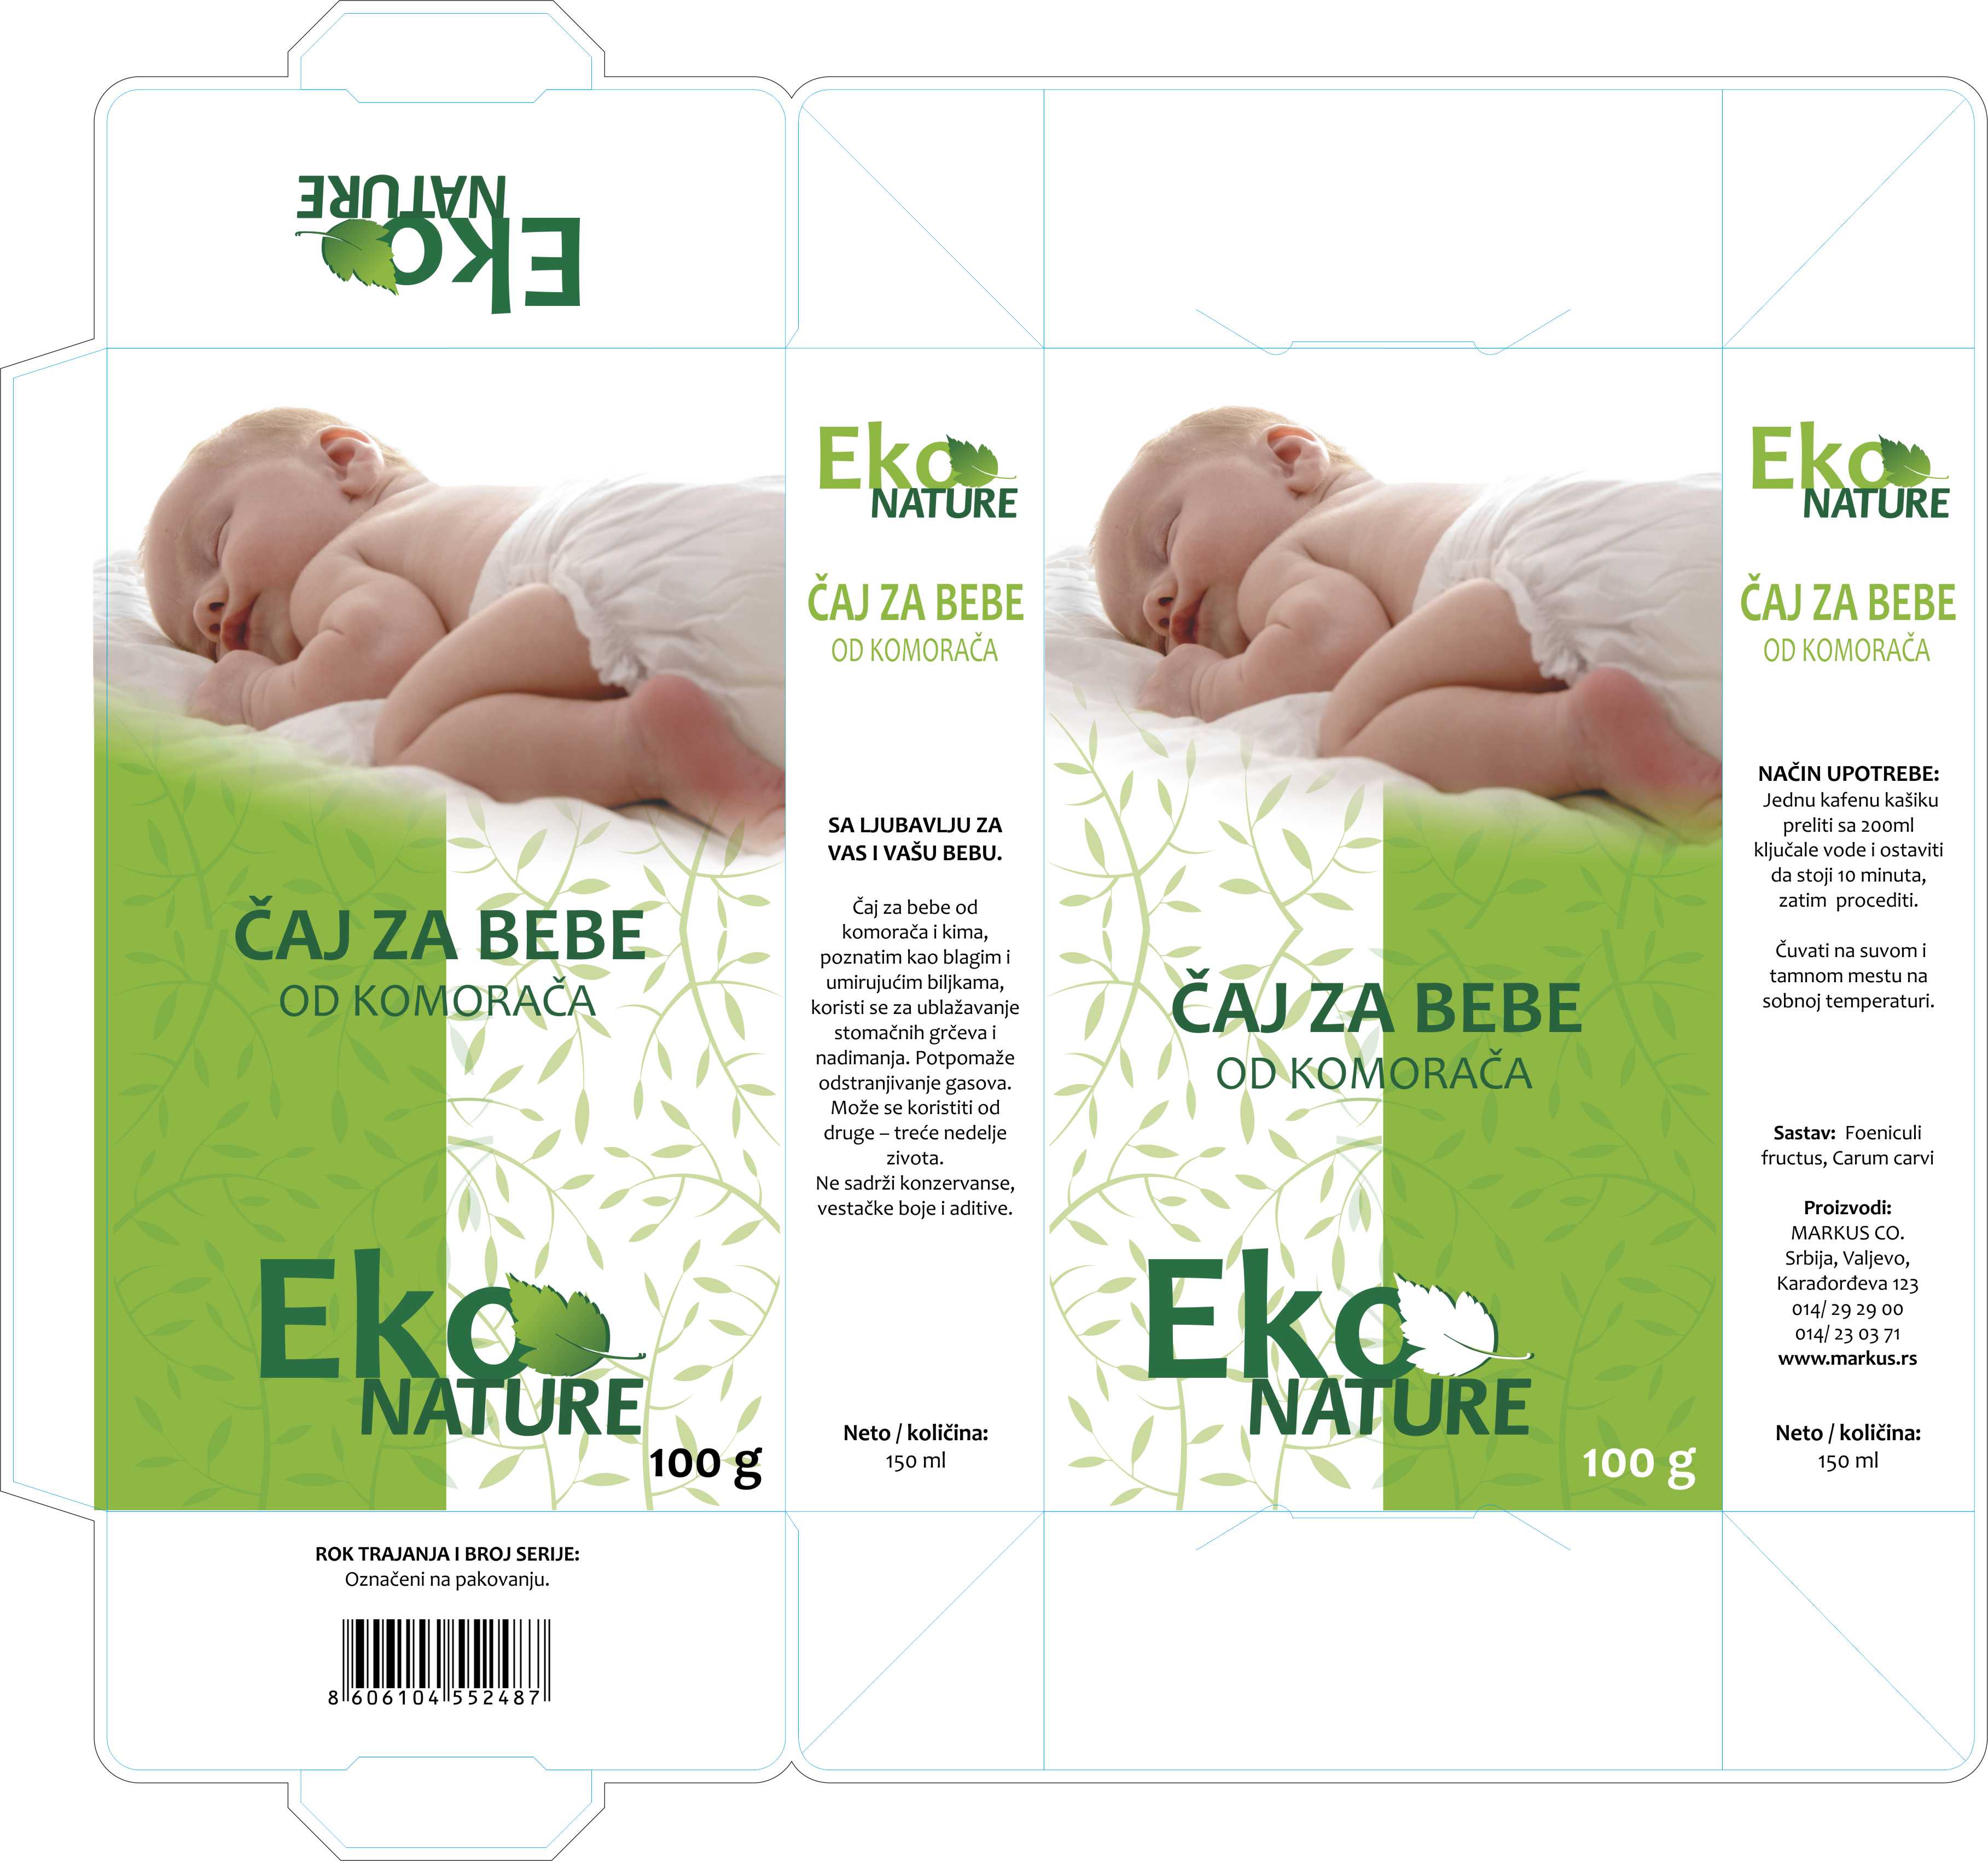 Eko
NATURE
ČAJ ZA BEBE
OD KOMORAČA
Eko
NATURE
100 g
ROK TRAJANJA I BROJ SERIJE:
Označeni na pakovanju.
8 606104 552487
Eko
NATURE
ČAJ ZA BEBE
OD KOMORAČA
SA LJUBAVLJU ZA
VAS I VAŠU BEBU.
Čaj za bebe od
komorača i kima,
poznatim kao blagim i
umirujućim biljkama,
koristi se za ublažavanje
stomačnih grčeva i
nadimanja. Potpomaže
odstranjivanje gasova.
Može se koristiti od
druge – treće nedelje
zivota.
Ne sadrži konzervanse,
vestačke boje i aditive.
Neto / količina:
150 ml
ČAJ ZA BEBE
OD KOMORAČA
Eko
NATURE
100 g
Eko
NATURE
ČAJ ZA BEBE
OD KOMORAČA
NAČIN UPOTREBE:
Jednu kafenu kašiku
preliti sa 200ml
ključale vode i ostaviti
da stoji 10 minuta,
zatim procediti.
Čuvati na suvom i
tamnom mestu na
sobnoj temperaturi.
Sastav: Foeniculi
fructus, Carum carvi
Proizvodi:
MARKUS CO.
Srbija, Valjevo,
Karađorđeva 123
014/ 29 29 00
014/ 23 03 71
www.markus.rs
Neto / količina:
150 ml